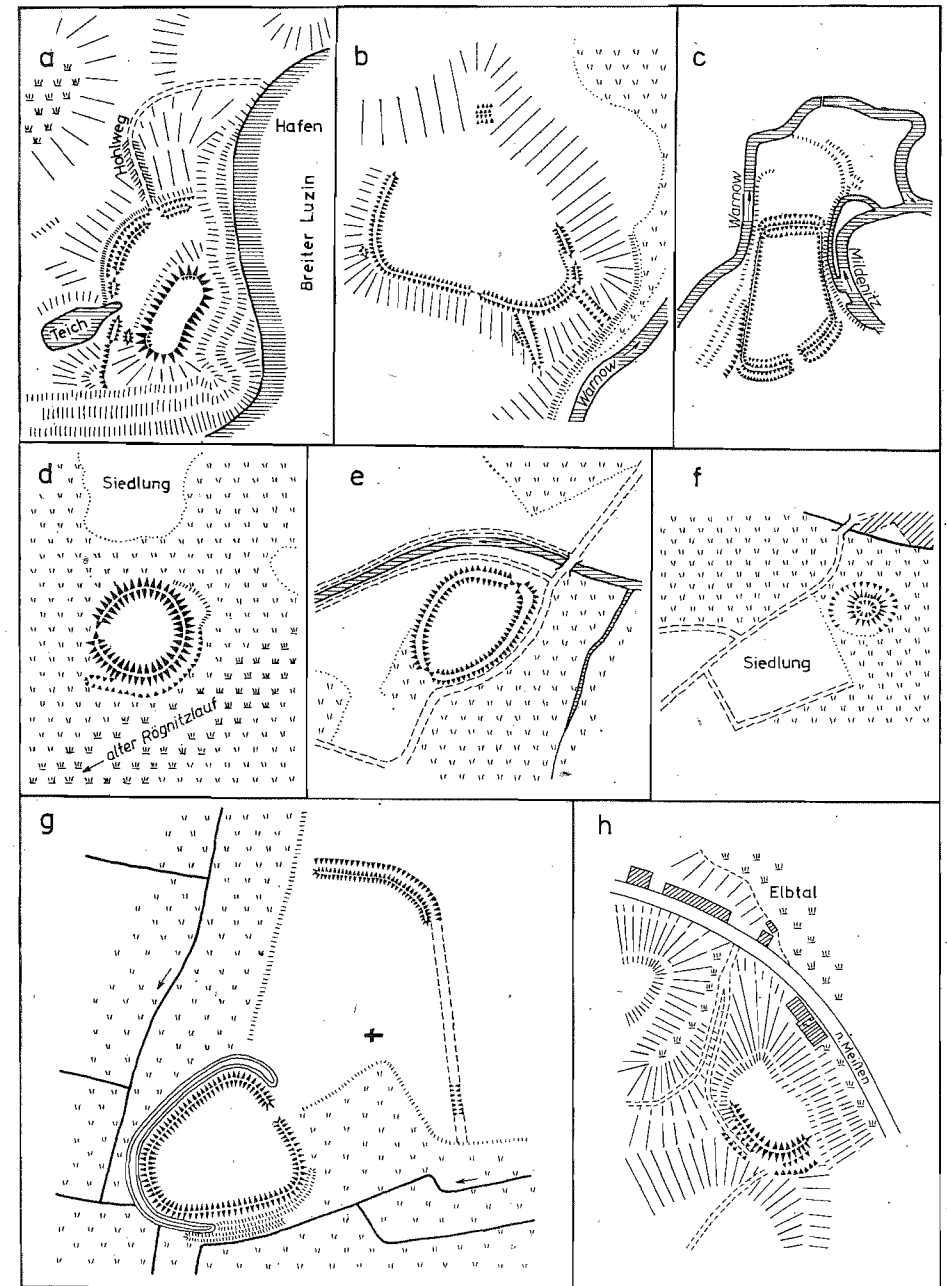 a
Hohlweg
Hafen
Breiter Luzin
Teich
b
Warnow
c
Warnow
Mildenitz
d
Siedlung
alter Rögnitzlauf
e
f
Siedlung
g
h
Elbtal
n. Meißen